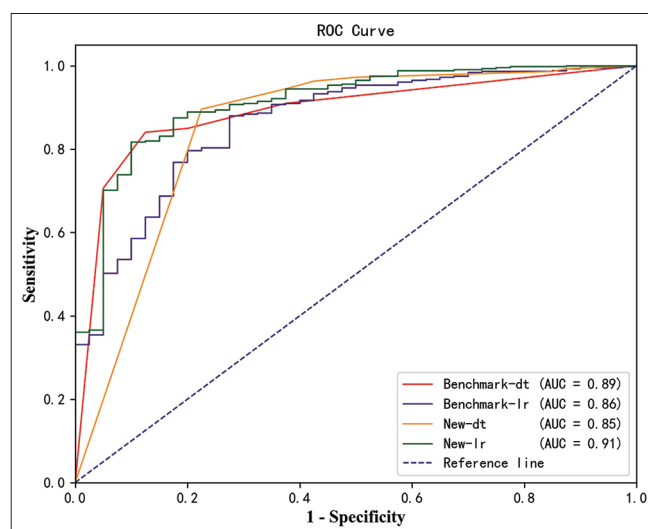 ROC Curve
1.0
0.8
0.6
0.4
0.2
0.0
Sensitivity
Benchmark-dt (AUC = 0.89)
Benchmark-lr (AUC = 0.86)
New-dt (AUC = 0.85)
New-lr (AUC = 0.91)
Reference line
0.0 0.2 0.4 0.6 0.8 1.0
1 - Specificity